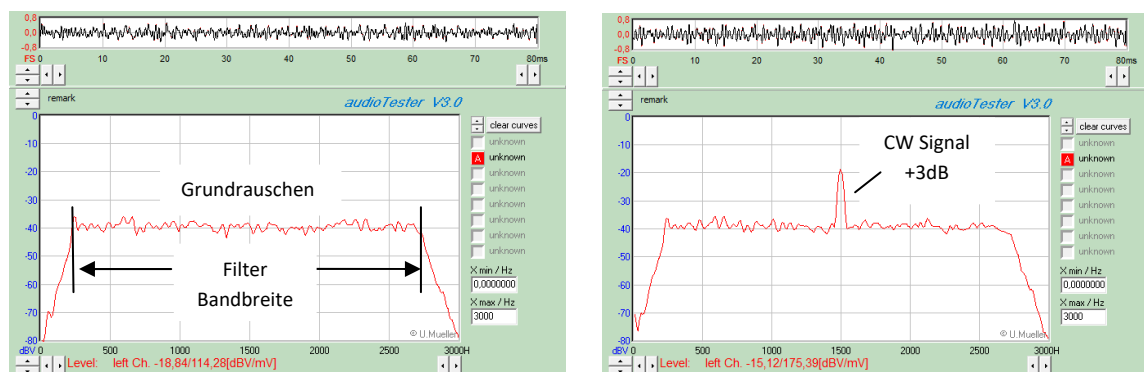 0,8
0,0
-0,8
FS 0 10 20 30 40 50 60 70 80ms
remark
audioTester V3.0
0
-10
-20
-30
-40
-50
-60
-70
-80
Grundrauschen
Filter
Bandbreite
clear curves
unknown
A unknown
unknown
unknown
unknown
unknown
unknown
unknown
X min / Hz
0,0000000
X max / Hz
3000
© U.Mueller
dBV 0 500 1000 1500 2000 2500 3000H
Level: left Ch. -18,84/114,28[dBV/mV]
0,8
0,0
-0,8
FS 0 10 20 30 40 50 60 70 80ms
remark
audioTester V3.0
0
-10
-20
-30
-40
-50
-60
-70
-80
CW Signal
+3dB
clear curves
unknown
A unknown
unknown
unknown
unknown
unknown
unknown
unknown
X min / Hz
0,0000000
X max / Hz
3000
© U.Mueller
dBV 0 500 1000 1500 2000 2500 3000H
Level: left Ch. -15,12/175,39[dBV/mV]